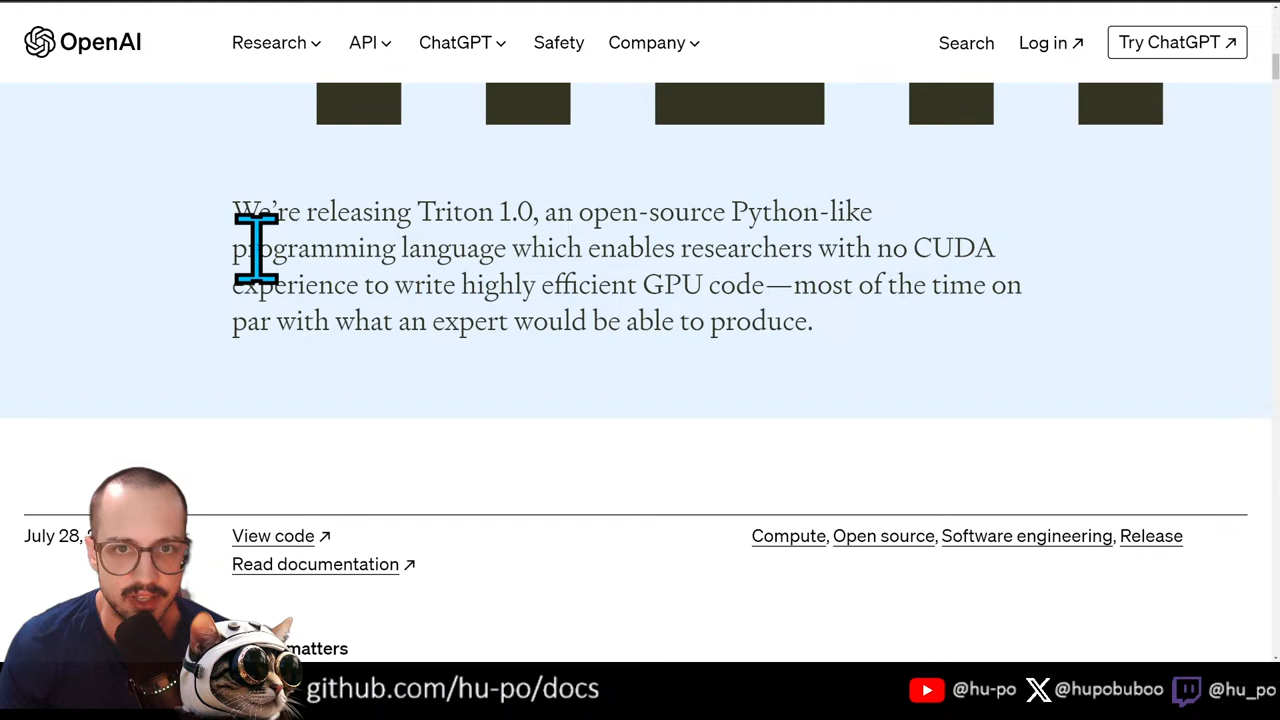 OpenAI
Research
API
ChatGPT
Safety
Company
Search
Log in ↗
Try ChatGPT ↗
We're releasing Triton 1.0, an open-source Python-like
programming language which enables researchers with no CUDA
experience to write highly efficient GPU code—most of the time on
par with what an expert would be able to produce.
July 28,
View code ↗
Read documentation ↗
Compute, Open source, Software engineering, Release
matters
github.com/hu-po/docs
@hu-po
@hupobuboo
@hu_po